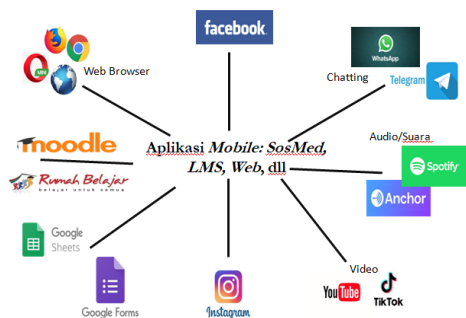 facebook
Web Browser
MINI
WhatsApp
Chatting
Telegram
moodle
Aplikasi Mobile: SosMed,
LMS, Web, dll
Audio/Suara
Spotify
Rumah Belajar
belajar untuk semua
Anchor
Google
Sheets
Google Forms
Instagram
Video
YouTube
TikTok